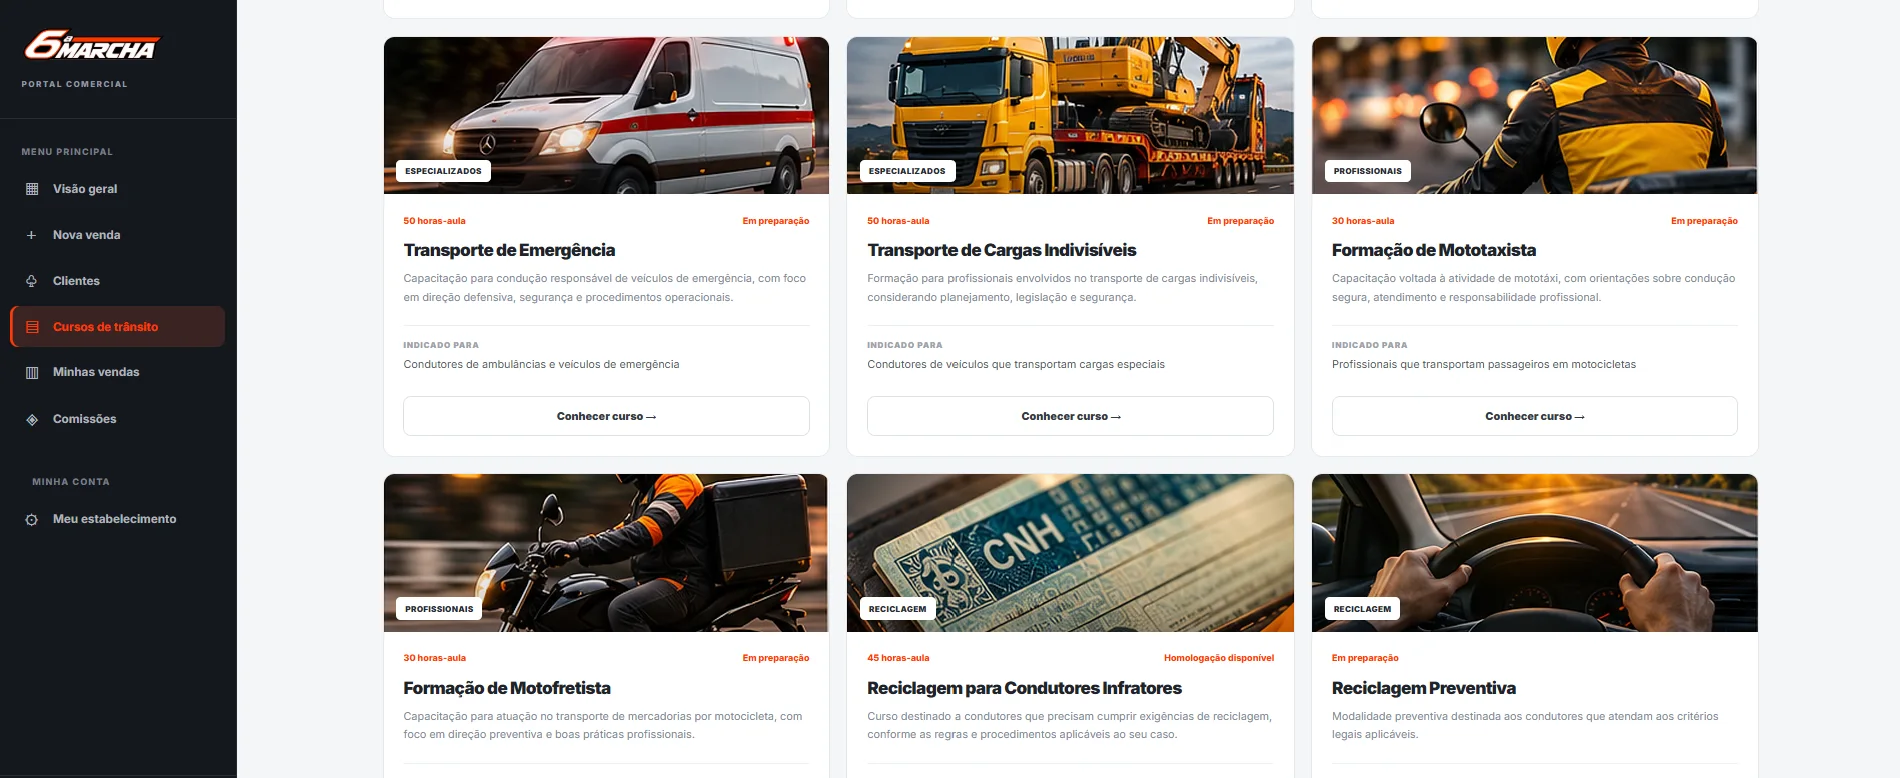 6ª MARCHA
PORTAL COMERCIAL
MENU PRINCIPAL
Visão geral
Nova venda
Clientes
Cursos de trânsito
Minhas vendas
Comissões
MINHA CONTA
Meu estabelecimento
ESPECIALIZADOS
50 horas-aula
Em preparação
Transporte de Emergência
Capacitação para condução responsável de veículos de emergência, com foco
em direção defensiva, segurança e procedimentos operacionais.
INDICADO PARA
Condutores de ambulâncias e veículos de emergência
Conhecer curso →
ESPECIALIZADOS
50 horas-aula
Em preparação
Transporte de Cargas Indivisíveis
Formação para profissionais envolvidos no transporte de cargas indivisíveis,
considerando planejamento, legislação e segurança.
INDICADO PARA
Condutores de veículos que transportam cargas especiais
Conhecer curso →
PROFISSIONAIS
30 horas-aula
Em preparação
Formação de Mototaxista
Capacitação voltada à atividade de mototáxi, com orientações sobre condução
segura, atendimento e responsabilidade profissional.
INDICADO PARA
Profissionais que transportam passageiros em motocicletas
Conhecer curso →
PROFISSIONAIS
30 horas-aula
Em preparação
Formação de Motofretista
Capacitação para atuação no transporte de mercadorias por motocicleta, com
foco em direção preventiva e boas práticas profissionais.
CNH
RECICLAGEM
45 horas-aula
Homologação disponível
Reciclagem para Condutores Infratores
Curso destinado a condutores que precisam cumprir exigências de reciclagem,
conforme as regras e procedimentos aplicáveis ao seu caso.
RECICLAGEM
Em preparação
Reciclagem Preventiva
Modalidade preventiva destinada aos condutores que atendam aos critérios
legais aplicáveis.